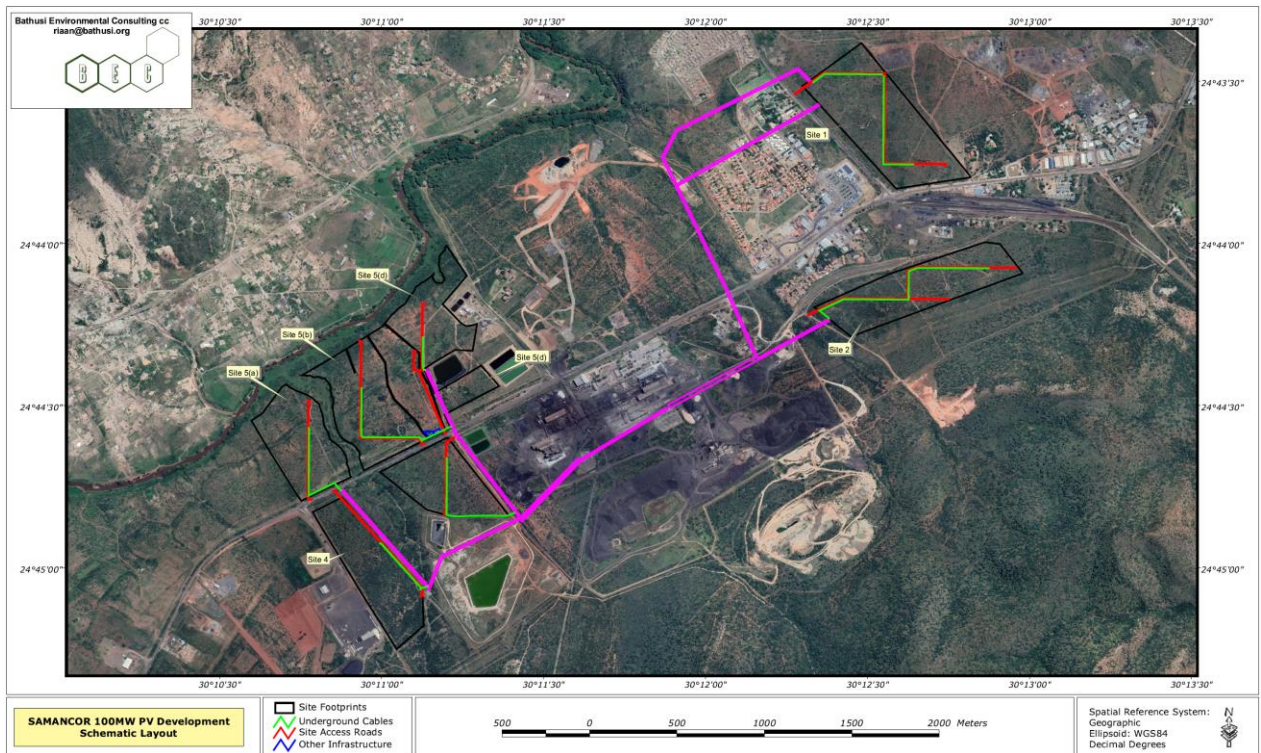 Bathusi Environmental Consulting cc
riaan@bathusi.org
B E C
30°10'30" 30°11'00" 30°11'30" 30°12'00" 30°12'30" 30°13'00" 30°13'30"
24°43'30" 24°43'30"
Site 1
24°44'00" 24°44'00"
Site 5(d)
Site 5(b)
Site 2
Site 5(d)
Site 5(a)
24°44'30" 24°44'30"
Site 4
24°45'00" 24°45'00"
30°10'30" 30°11'00" 30°11'30" 30°12'00" 30°12'30" 30°13'00" 30°13'30"
SAMANCOR 100MW PV Development
Schematic Layout
Site Footprints
Underground Cables
Site Access Roads
Other Infrastructure
500 0 500 1000 1500 2000 Meters
Spatial Reference System:
Geographic
Ellipsoid: WGS84
Decimal Degrees
N